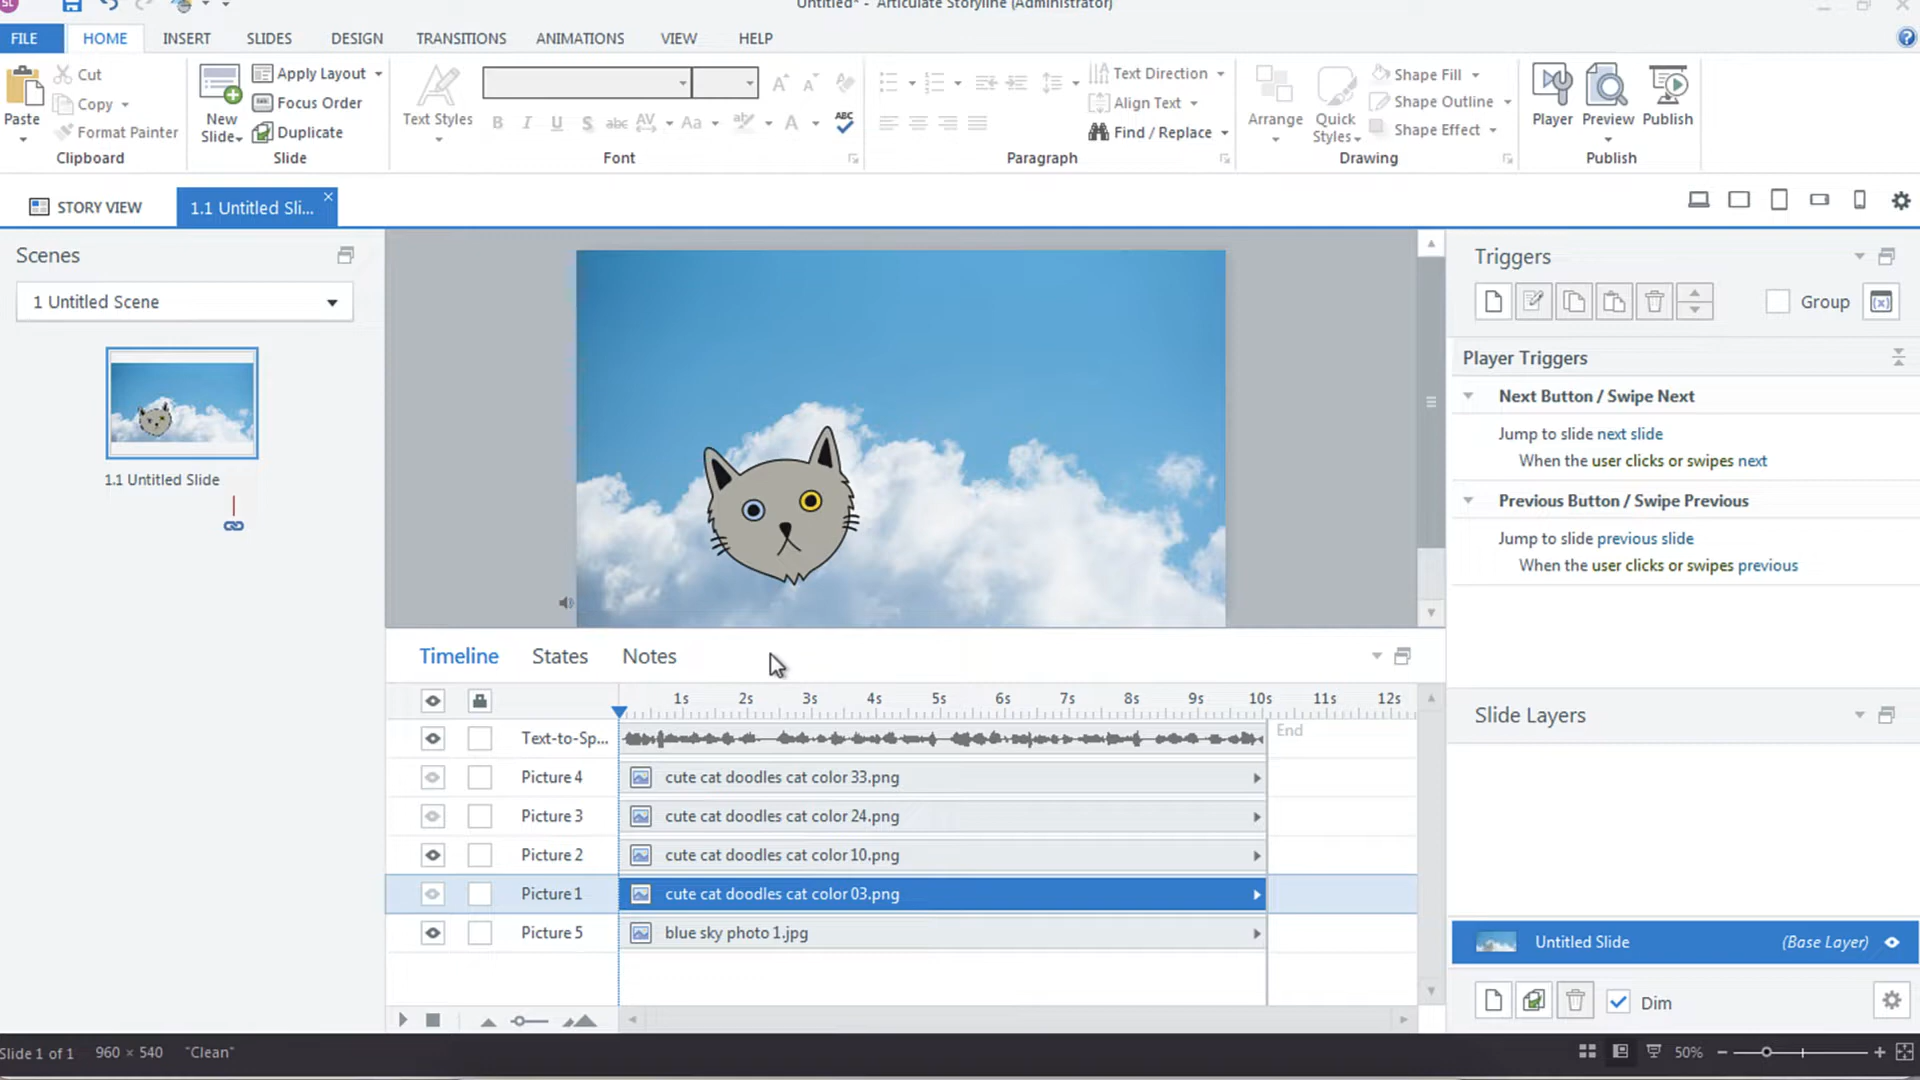 Untitled* - Articulate Storyline (Administrator)
FILE HOME INSERT SLIDES DESIGN TRANSITIONS ANIMATIONS VIEW HELP
Paste
Cut
Copy
Format Painter
Clipboard
New Slide
Apply Layout
Focus Order
Duplicate
Slide
Text Styles
B I U S abc AV Aa ab A ABC
Font
Text Direction
Align Text
Find / Replace
Paragraph
Arrange
Quick Styles
Shape Fill
Shape Outline
Shape Effect
Drawing
Player
Preview
Publish
Publish
STORY VIEW
1.1 Untitled Sli...
Scenes
1 Untitled Scene
1.1 Untitled Slide
Triggers
Group
Player Triggers
Next Button / Swipe Next
Jump to slide next slide
When the user clicks or swipes next
Previous Button / Swipe Previous
Jump to slide previous slide
When the user clicks or swipes previous
Timeline States Notes
1s 2s 3s 4s 5s 6s 7s 8s 9s 10s 11s 12s
Text-to-Sp... End
Picture 4 cute cat doodles cat color 33.png
Picture 3 cute cat doodles cat color 24.png
Picture 2 cute cat doodles cat color 10.png
Picture 1 cute cat doodles cat color 03.png
Picture 5 blue sky photo 1.jpg
Slide Layers
Untitled Slide (Base Layer)
Dim
Slide 1 of 1 960 × 540 "Clean" 50%